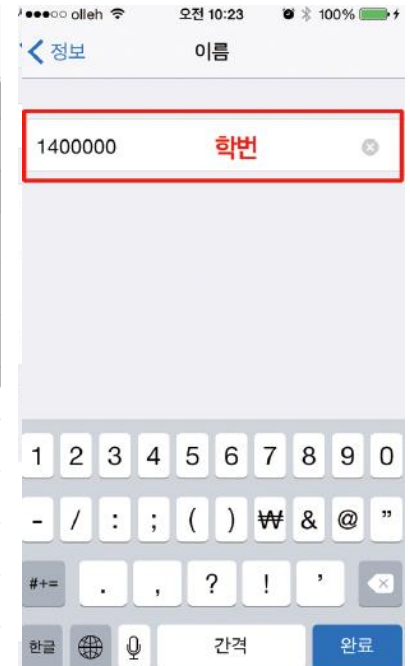 olleh 오전 10:23 100%
정보 이름
1400000 학번
1 2 3 4 5 6 7 8 9 0
- / : ; ( ) ₩ & @ "
#+= . , ? ! '
한글 간격 완료